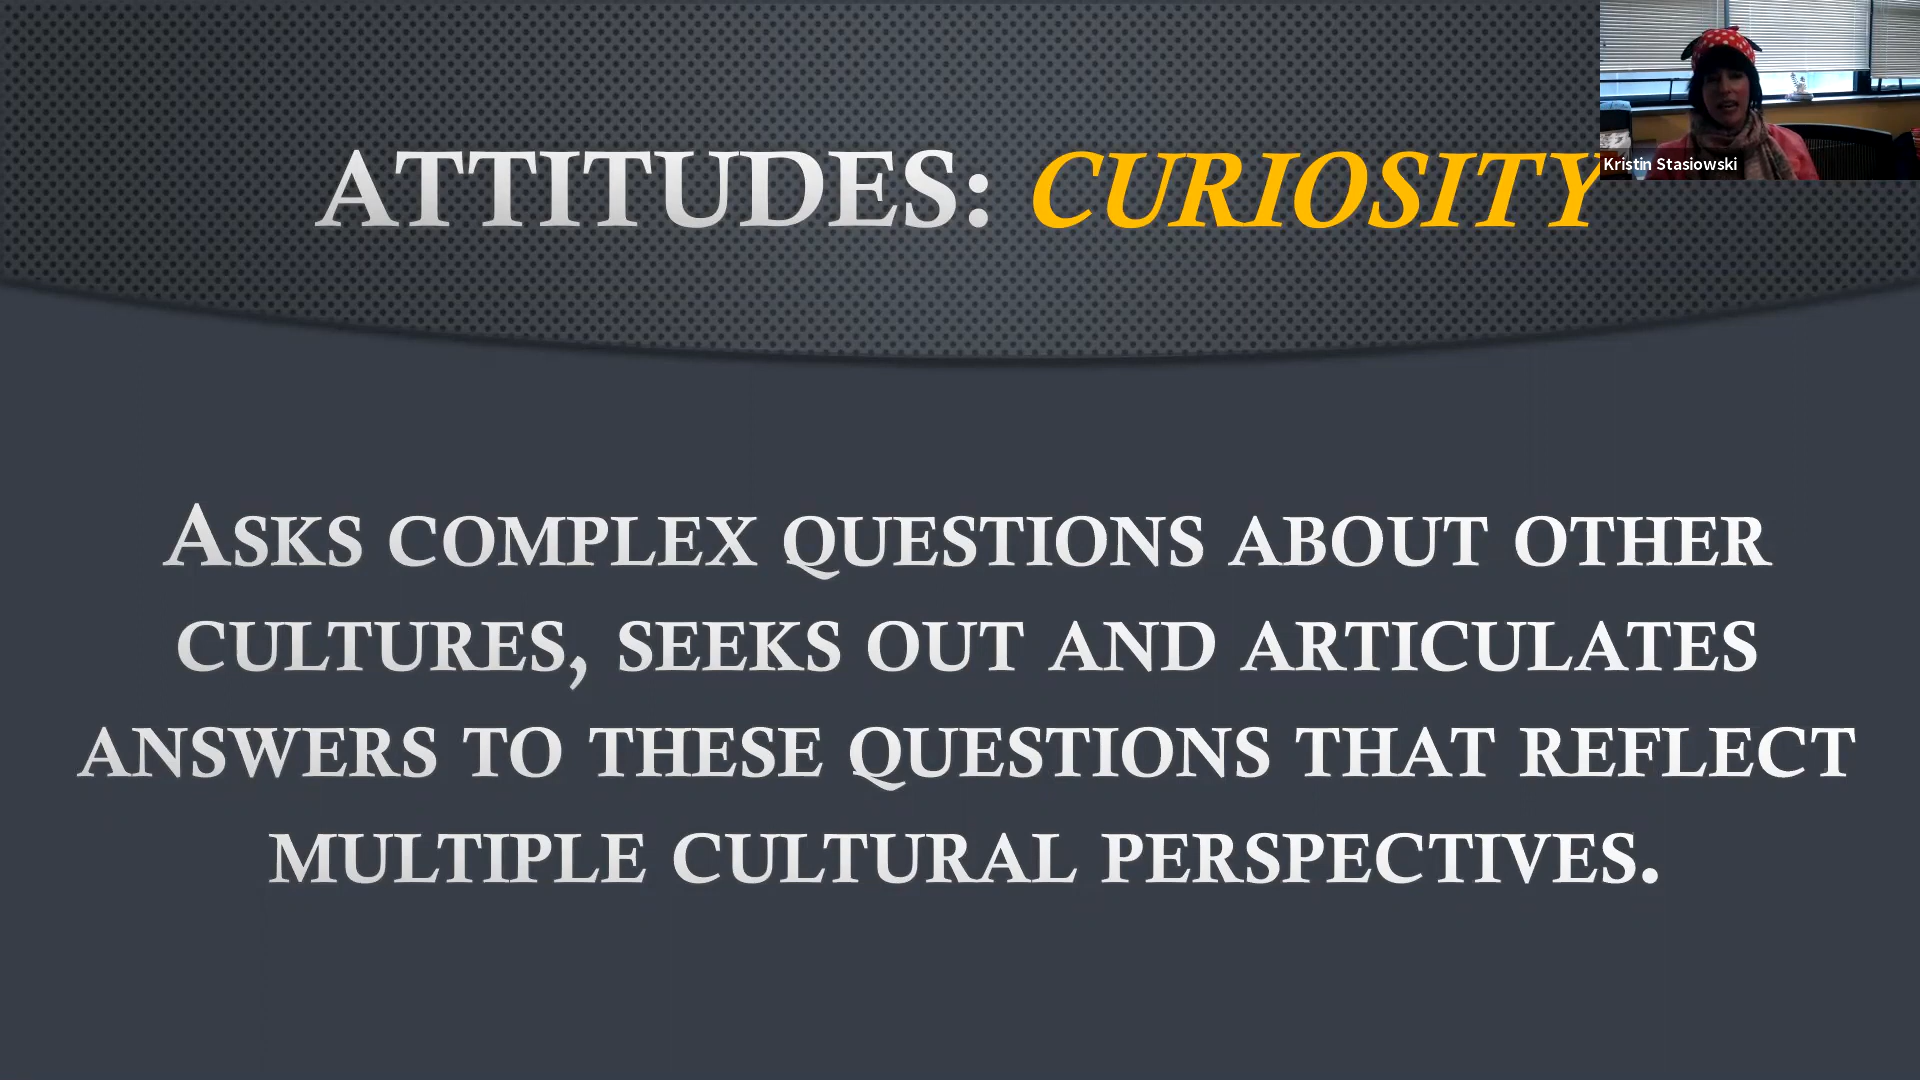 ATTITUDES: CURIOSITY
Kristin Stasiowski
ASKS COMPLEX QUESTIONS ABOUT OTHER
CULTURES, SEEKS OUT AND ARTICULATES
ANSWERS TO THESE QUESTIONS THAT REFLECT
MULTIPLE CULTURAL PERSPECTIVES.